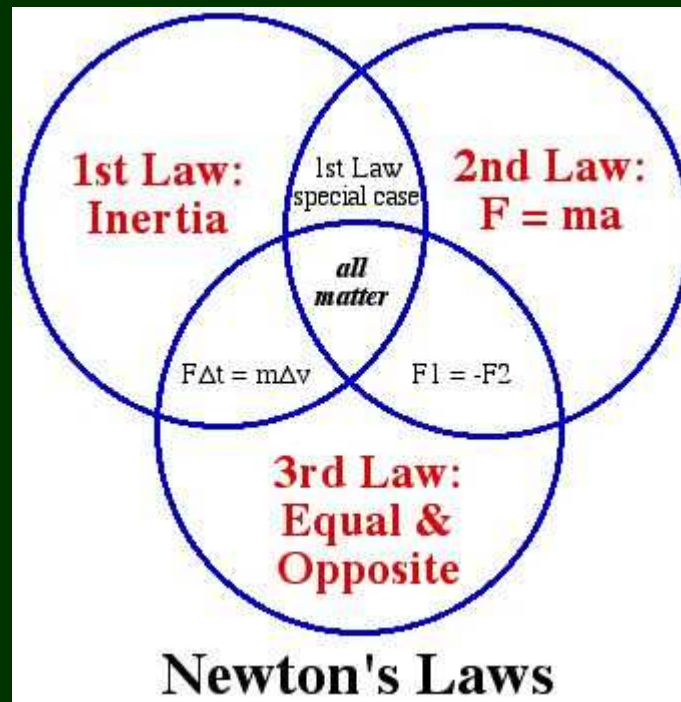 1st Law:
Inertia
1st Law
special case
2nd Law:
F = ma
all
matter
FΔt = mΔv
F1 = -F2
3rd Law:
Equal &
Opposite
Newton's Laws